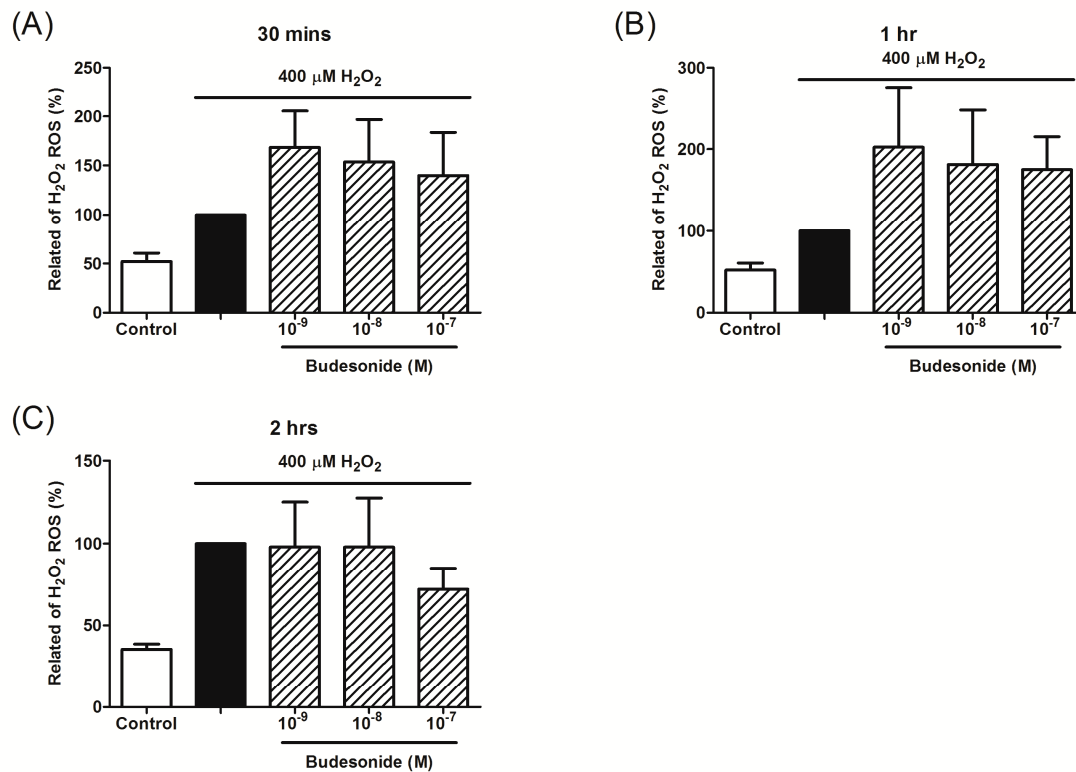 (A)
30 mins
400 μM H₂O₂
Related of H₂O₂ ROS (%)
250
200
150
100
50
0
Control
10⁻⁹
10⁻⁸
10⁻⁷
Budesonide (M)
(B)
1 hr
400 μM H₂O₂
Related of H₂O₂ ROS (%)
300
200
100
0
Control
10⁻⁹
10⁻⁸
10⁻⁷
Budesonide (M)
(C)
2 hrs
400 μM H₂O₂
Related of H₂O₂ ROS (%)
150
100
50
0
Control
10⁻⁹
10⁻⁸
10⁻⁷
Budesonide (M)